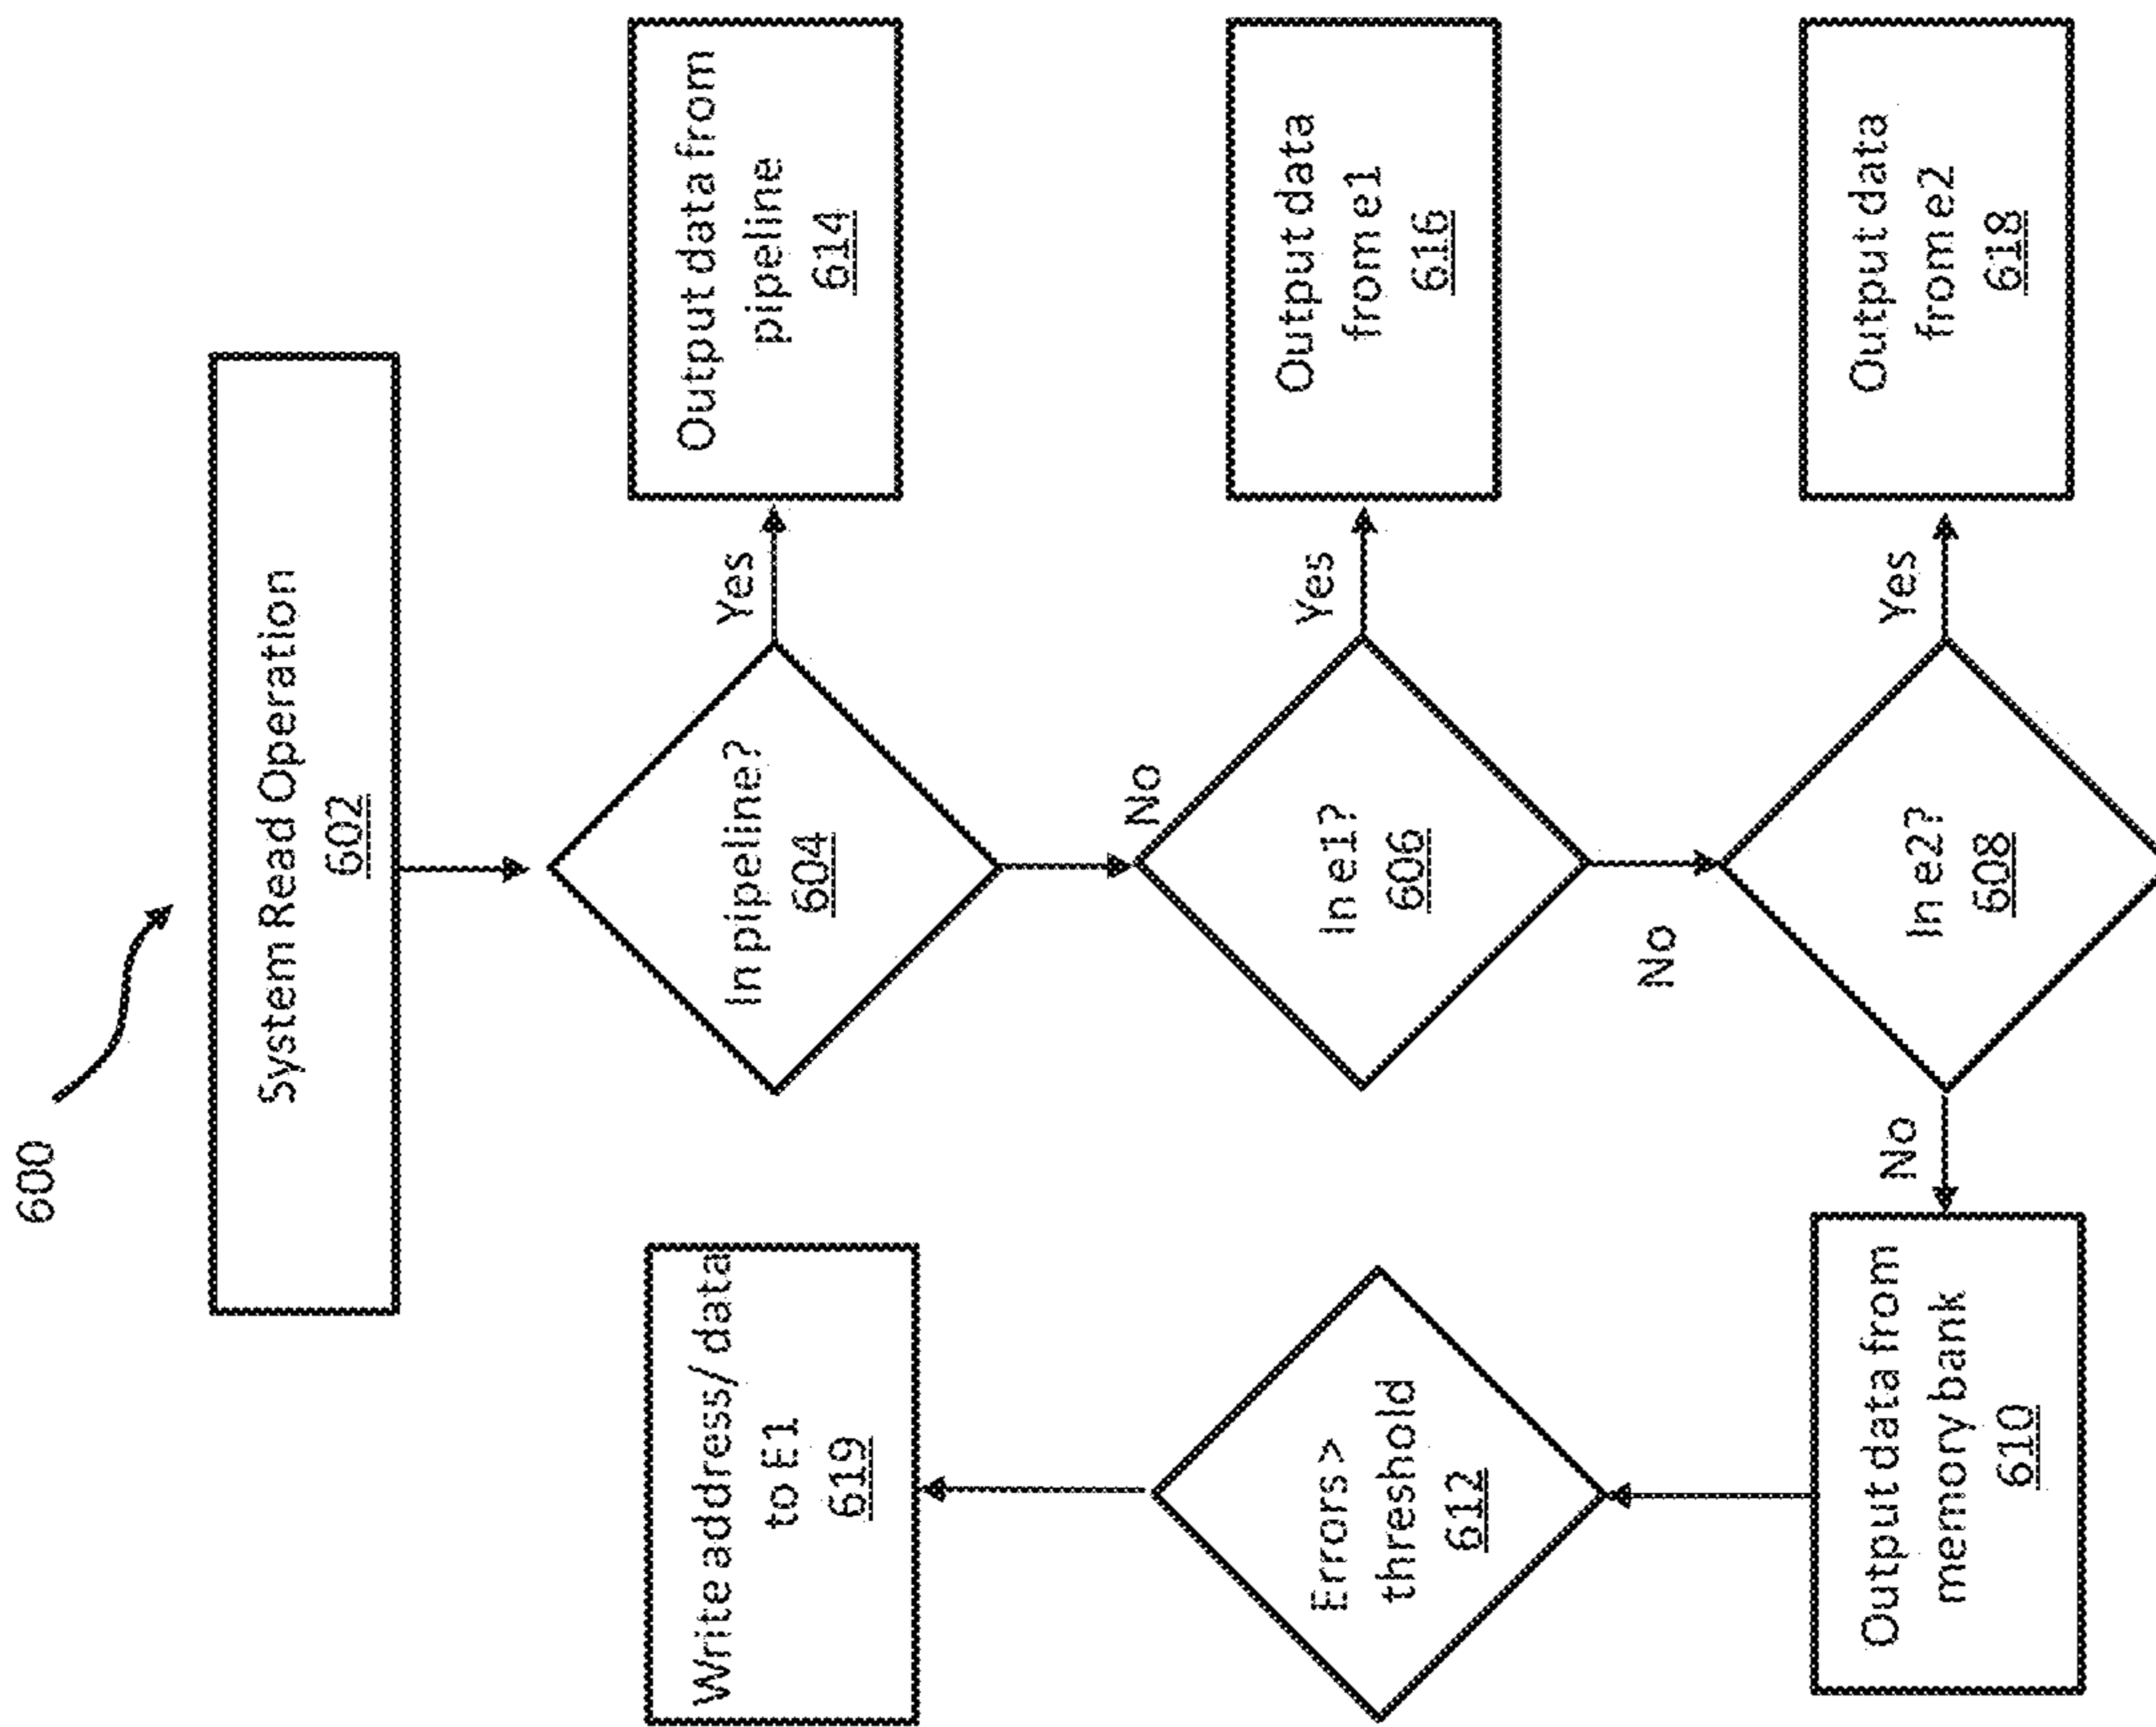 600
System Read Operation
602
In pipeline?
604
Yes
Output data from
pipeline
614
No
In e1?
606
Yes
Output data
from e1
616
No
In e2?
608
Yes
Output data
from e2
618
No
Output data from
memory bank
610
Errors >
threshold
612
Write address/ data
to E1
619